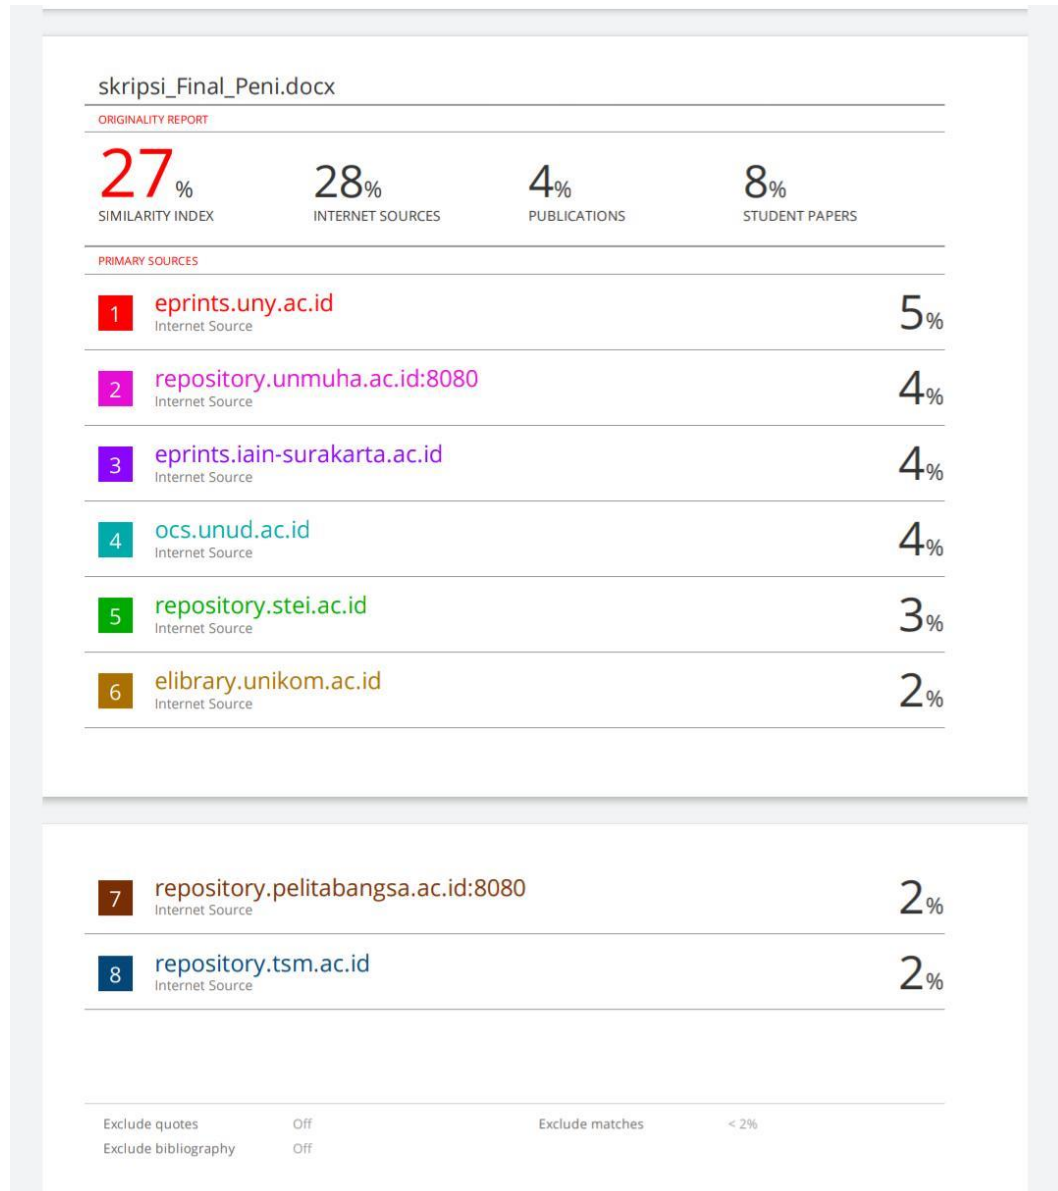 skripsi_Final_Peni.docx
ORIGINALITY REPORT
27% 28% 4% 8%
SIMILARITY INDEX INTERNET SOURCES PUBLICATIONS STUDENT PAPERS
PRIMARY SOURCES
1 eprints.uny.ac.id 5%
Internet Source
2 repository.unmuha.ac.id:8080 4%
Internet Source
3 eprints.iain-surakarta.ac.id 4%
Internet Source
4 ocs.unud.ac.id 4%
Internet Source
5 repository.stei.ac.id 3%
Internet Source
6 elibrary.unikom.ac.id 2%
Internet Source
7 repository.pelitabangsa.ac.id:8080 2%
Internet Source
8 repository.tsm.ac.id 2%
Internet Source
Exclude quotes Off Exclude matches < 2%
Exclude bibliography Off